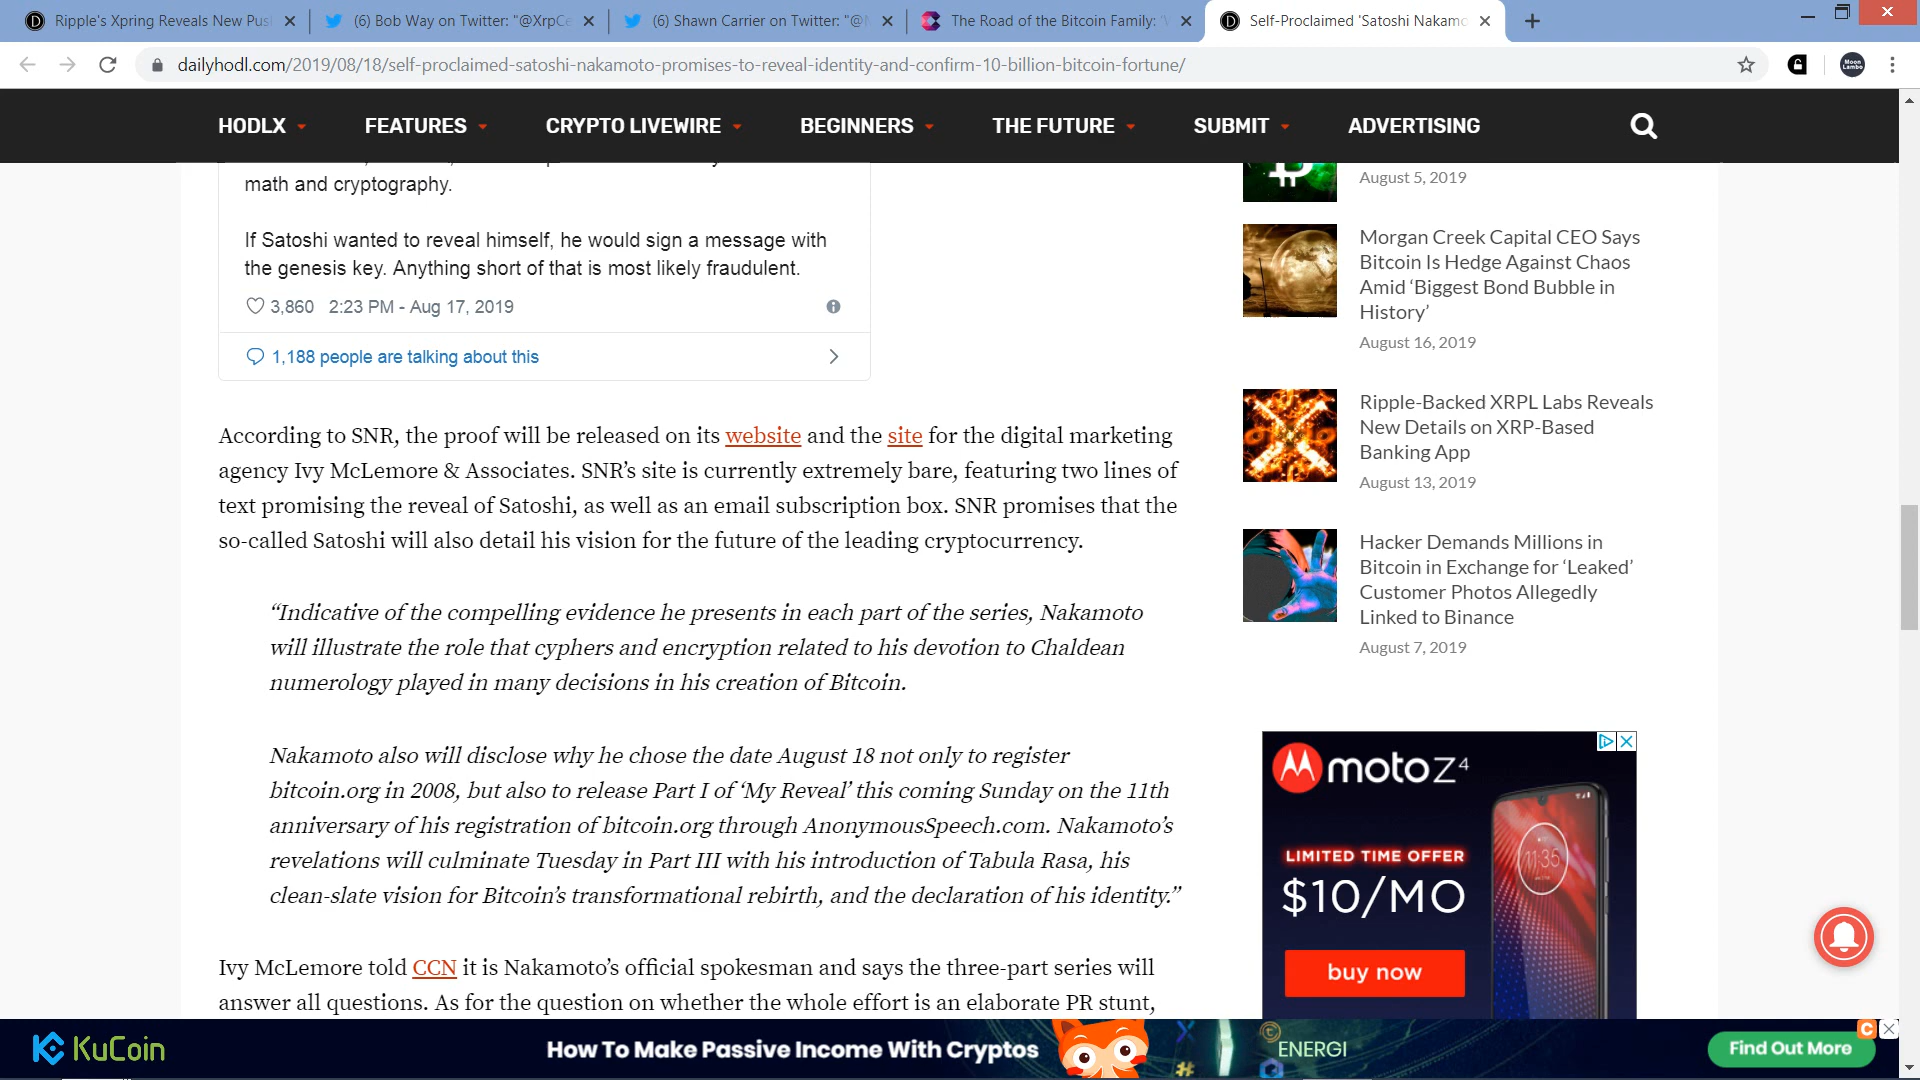 Ripple's Xpring Reveals New Pus
(6) Bob Way on Twitter: "@XrpCe
(6) Shawn Carrier on Twitter: "@N
The Road of the Bitcoin Family: 'W
Self-Proclaimed 'Satoshi Nakamo
dailyhodl.com/2019/08/18/self-proclaimed-satoshi-nakamoto-promises-to-reveal-identity-and-confirm-10-billion-bitcoin-fortune/
Moon
Lambo
HODLX
FEATURES
CRYPTO LIVEWIRE
BEGINNERS
THE FUTURE
SUBMIT
ADVERTISING
math and cryptography.
If Satoshi wanted to reveal himself, he would sign a message with
the genesis key. Anything short of that is most likely fraudulent.
3,860 2:23 PM - Aug 17, 2019
1,188 people are talking about this
According to SNR, the proof will be released on its website and the site for the digital marketing
agency Ivy McLemore & Associates. SNR’s site is currently extremely bare, featuring two lines of
text promising the reveal of Satoshi, as well as an email subscription box. SNR promises that the
so-called Satoshi will also detail his vision for the future of the leading cryptocurrency.
“Indicative of the compelling evidence he presents in each part of the series, Nakamoto
will illustrate the role that cyphers and encryption related to his devotion to Chaldean
numerology played in many decisions in his creation of Bitcoin.
Nakamoto also will disclose why he chose the date August 18 not only to register
bitcoin.org in 2008, but also to release Part I of ‘My Reveal’ this coming Sunday on the 11th
anniversary of his registration of bitcoin.org through AnonymousSpeech.com. Nakamoto’s
revelations will culminate Tuesday in Part III with his introduction of Tabula Rasa, his
clean-slate vision for Bitcoin’s transformational rebirth, and the declaration of his identity.”
Ivy McLemore told CCN it is Nakamoto’s official spokesman and says the three-part series will
answer all questions. As for the question on whether the whole effort is an elaborate PR stunt,
August 5, 2019
Morgan Creek Capital CEO Says
Bitcoin Is Hedge Against Chaos
Amid ‘Biggest Bond Bubble in
History’
August 16, 2019
Ripple-Backed XRPL Labs Reveals
New Details on XRP-Based
Banking App
August 13, 2019
Hacker Demands Millions in
Bitcoin in Exchange for ‘Leaked’
Customer Photos Allegedly
Linked to Binance
August 7, 2019
moto z4
LIMITED TIME OFFER
$10/MO
11:35
buy now
KuCoin
How To Make Passive Income With Cryptos
ENERGI
Find Out More